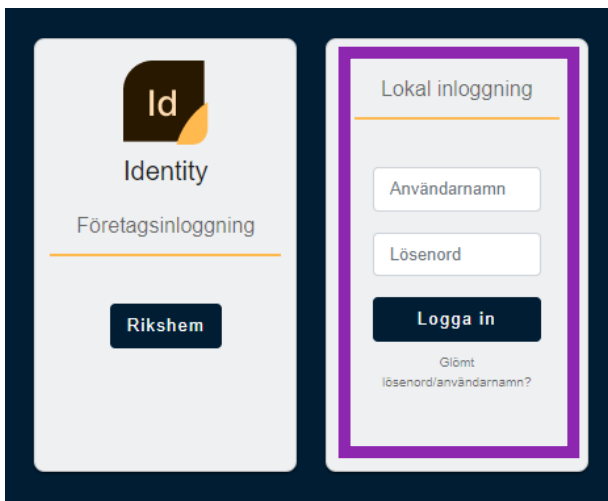 Id
Identity
Företagsinloggning
Rikshem
Lokal inloggning
Användarnamn
Lösenord
Logga in
Glömt
lösenord/användarnamn?